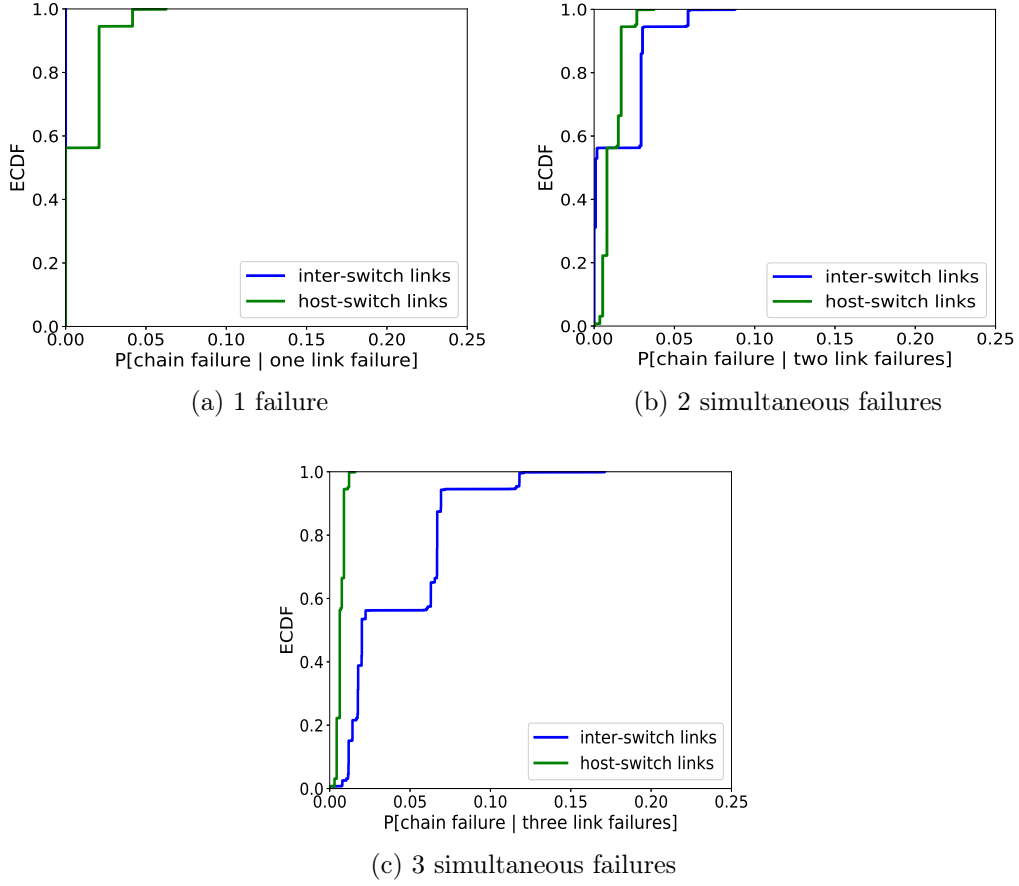 1.0
0.8
0.6
0.4
0.2
0.0
ECDF
0.00 0.05 0.10 0.15 0.20 0.25
P[chain failure | one link failure]
inter-switch links
host-switch links
(a) 1 failure
1.0
0.8
0.6
0.4
0.2
0.0
ECDF
0.00 0.05 0.10 0.15 0.20 0.25
P[chain failure | two link failures]
inter-switch links
host-switch links
(b) 2 simultaneous failures
1.0
0.8
0.6
0.4
0.2
0.0
ECDF
0.00 0.05 0.10 0.15 0.20 0.25
P[chain failure | three link failures]
inter-switch links
host-switch links
(c) 3 simultaneous failures